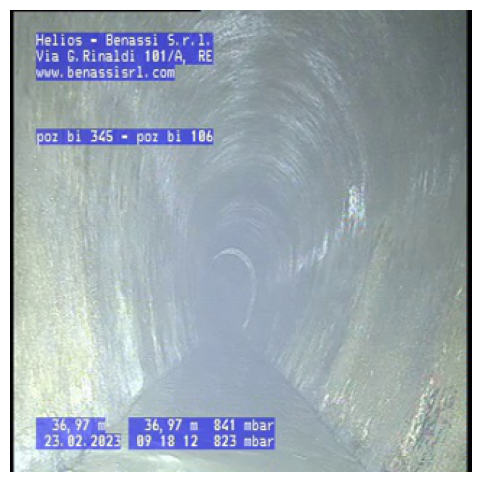 Helios - Benassi S.r.l.
Via G.Rinaldi 101/A, RE
www.benassisrl.com
poz bi 345 - poz bi 106
36,97 m 36,97 m 841 mbar
23.02.2023 09 18 12 823 mbar